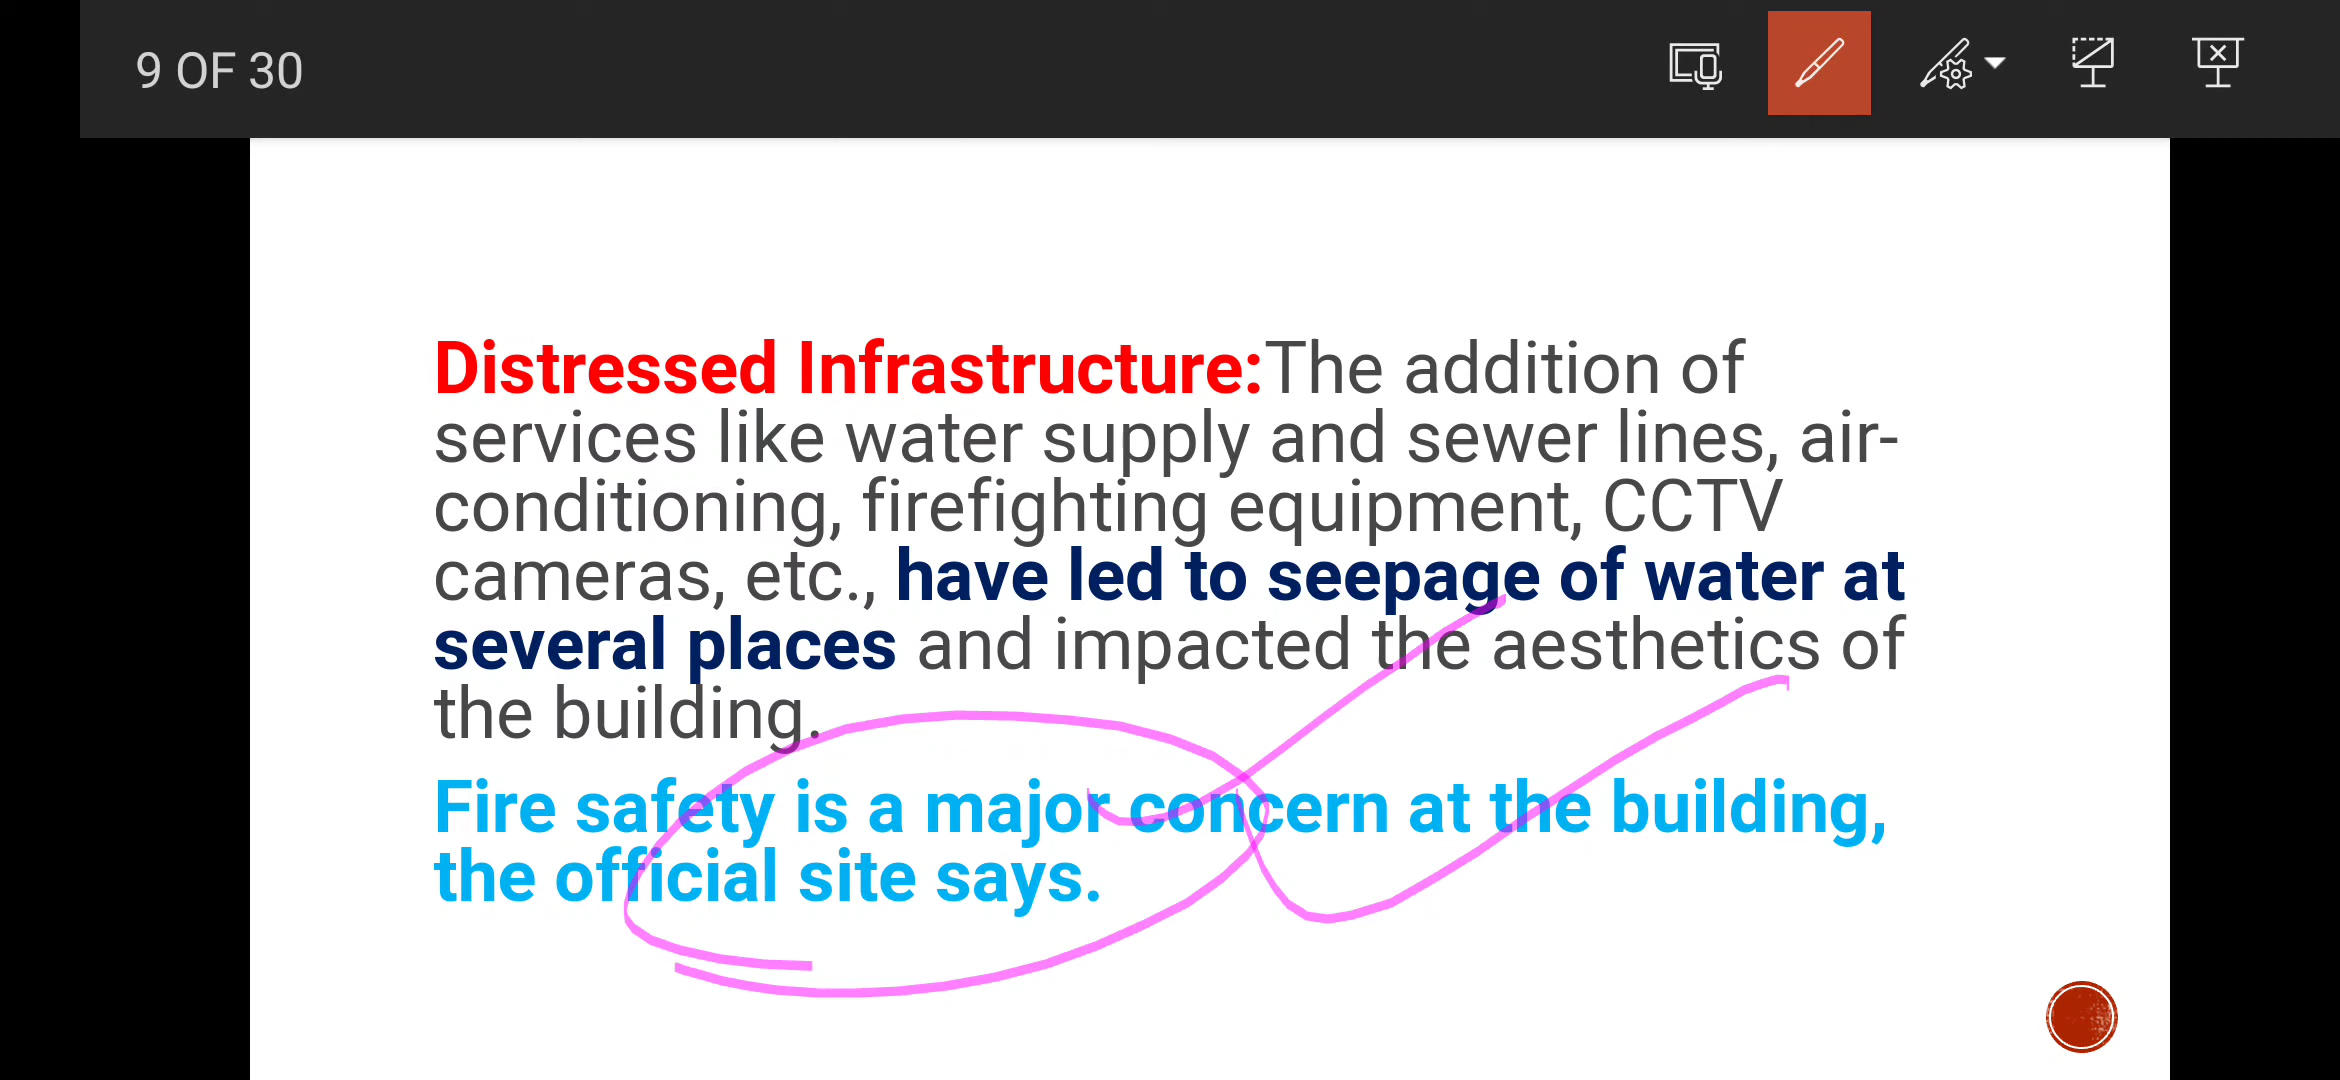 9 OF 30
Distressed Infrastructure:The addition of
services like water supply and sewer lines, air-
conditioning, firefighting equipment, CCTV
cameras, etc., have led to seepage of water at
several places and impacted the aesthetics of
the building.
Fire safety is a major concern at the building,
the official site says.